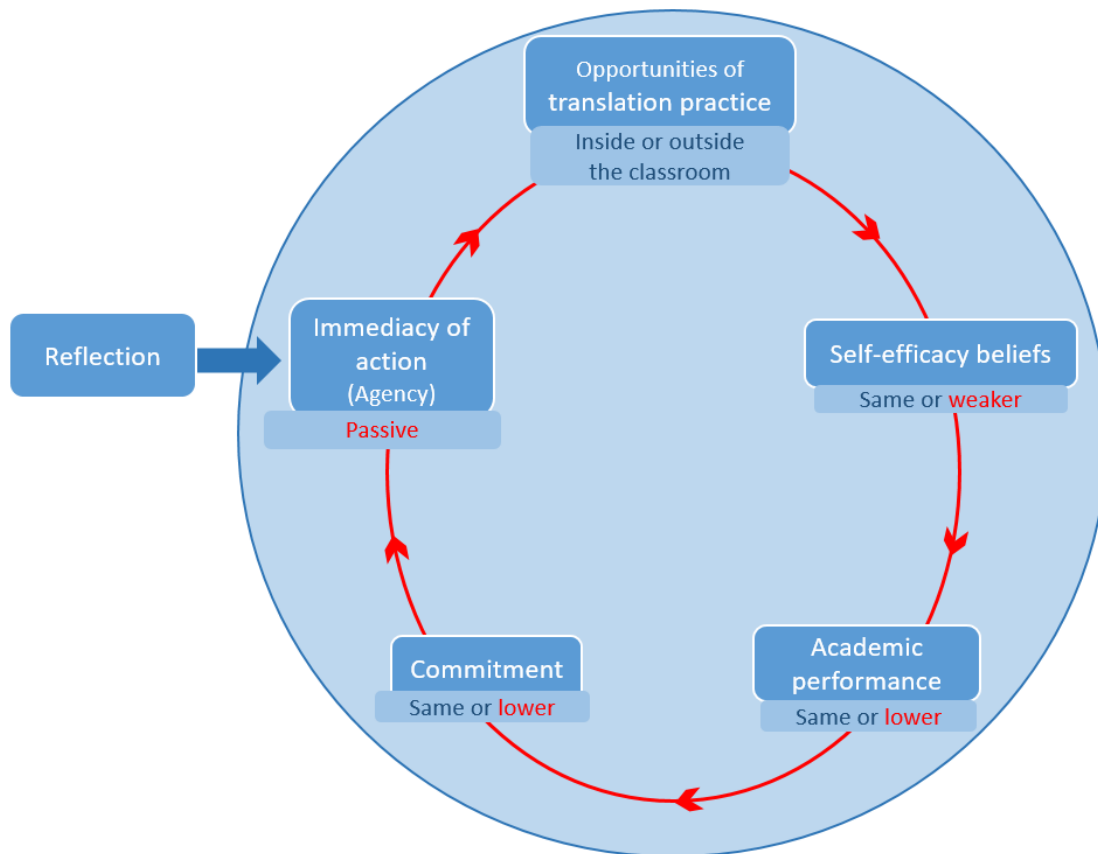 Opportunities of
translation practice
Inside or outside
the classroom
Reflection
Immediacy of
action
(Agency)
Passive
Self-efficacy beliefs
Same or weaker
Commitment
Same or lower
Academic
performance
Same or lower